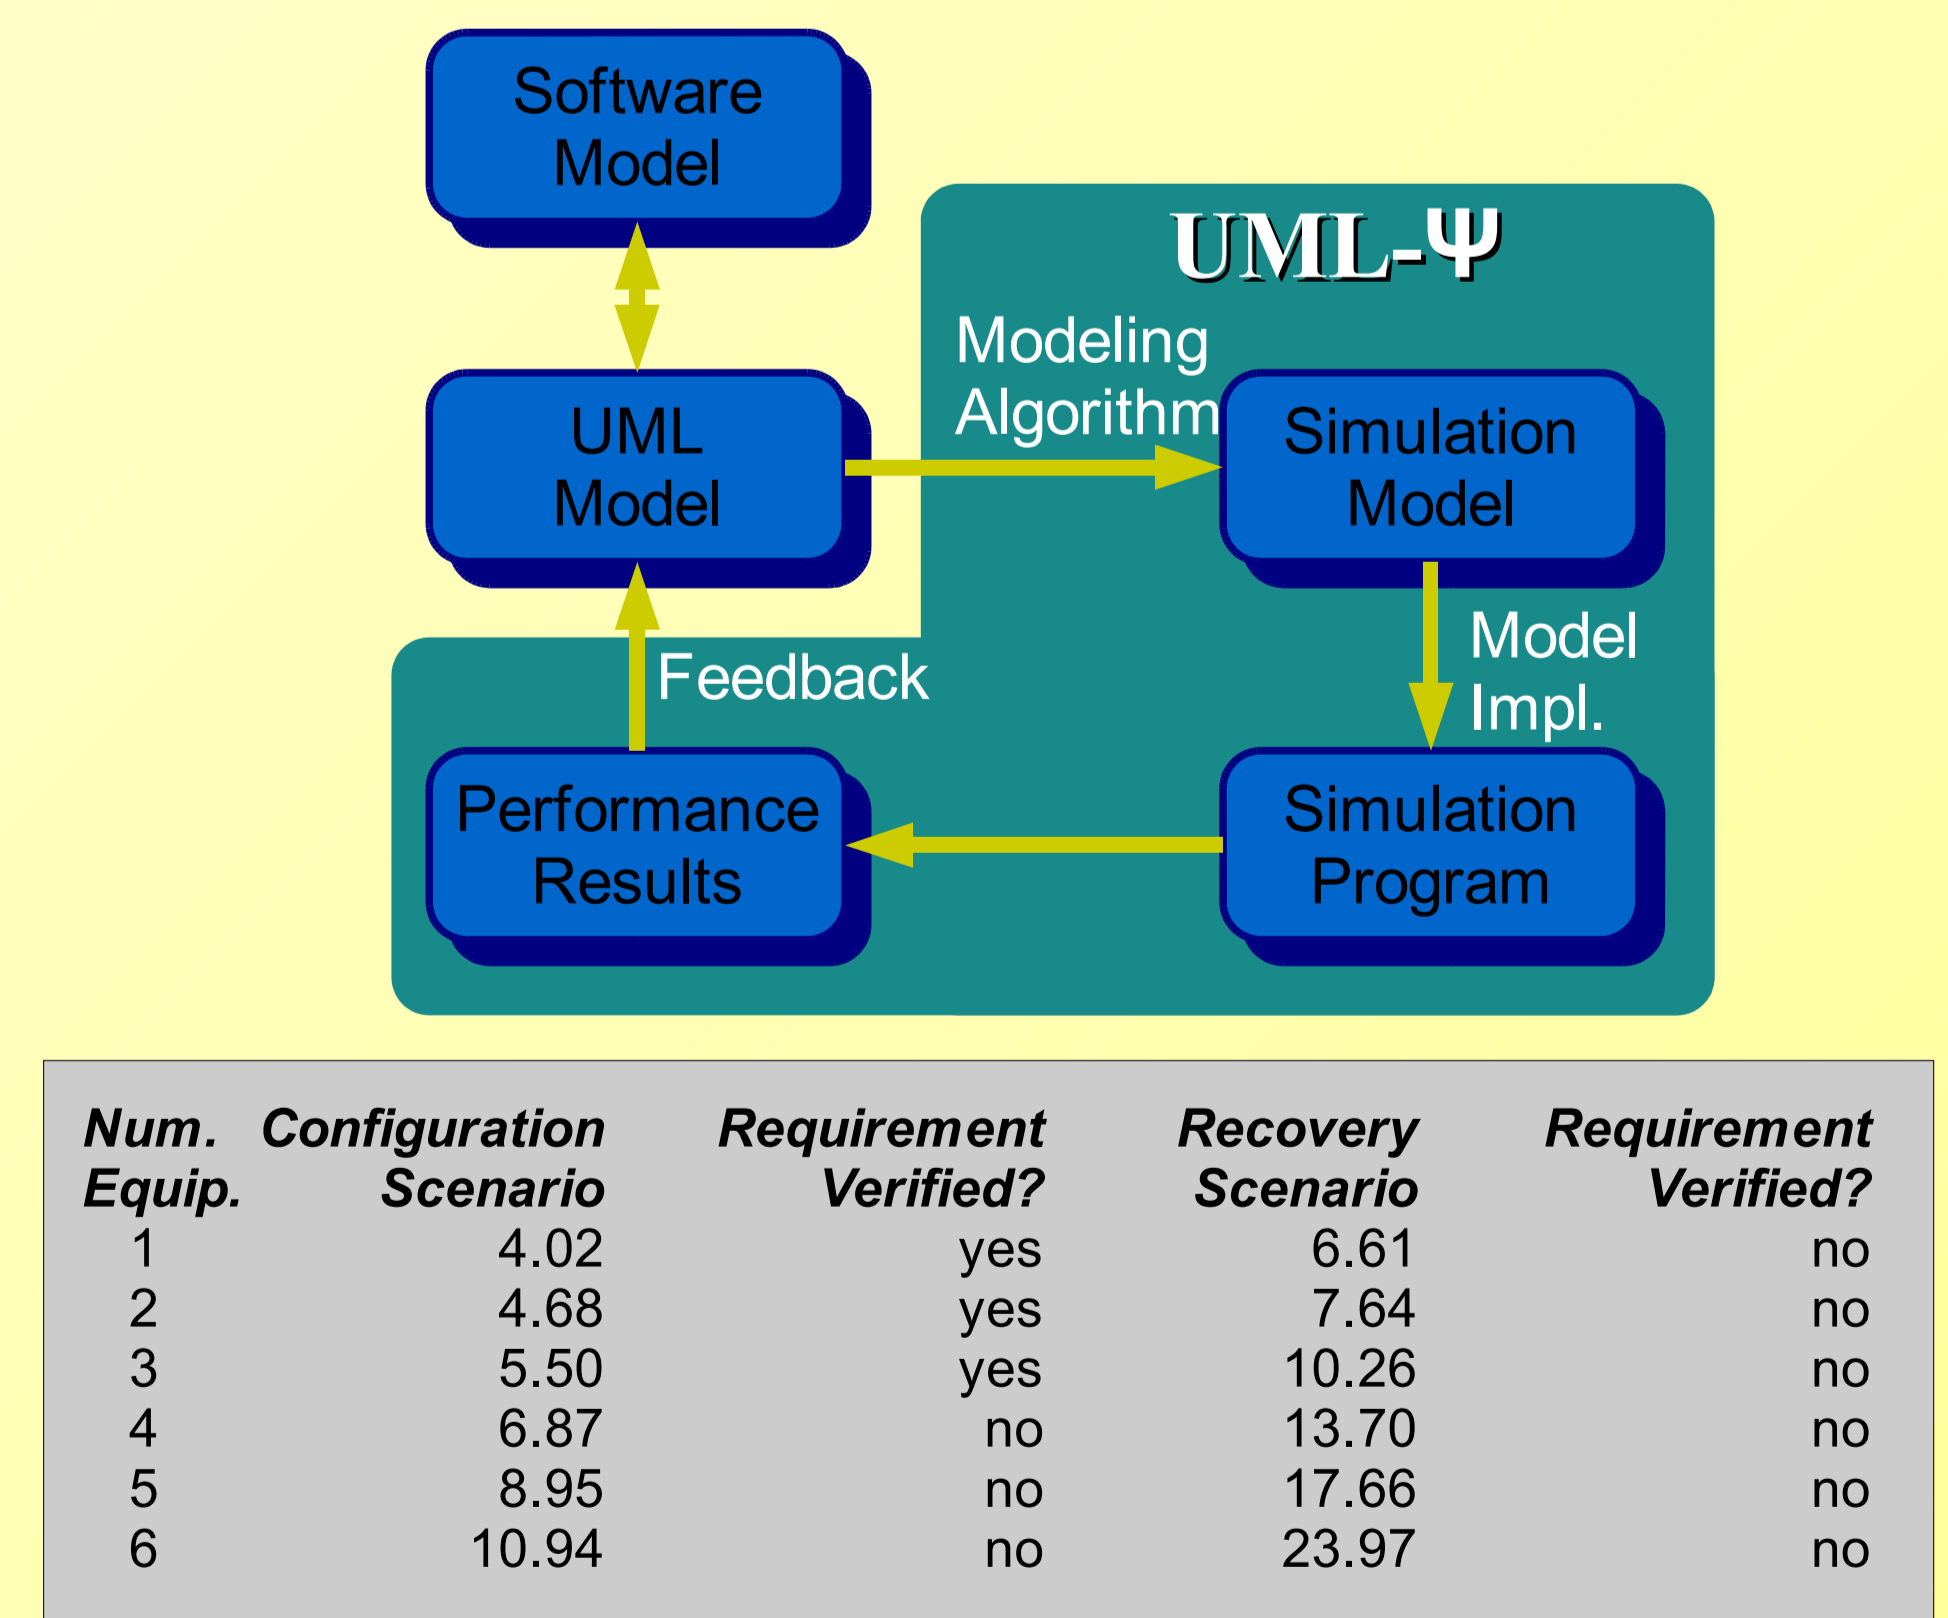 Software
Model
UML-Ψ
Modeling
Algorithm
UML
Model
Simulation
Model
Model
Impl.
Feedback
Performance
Results
Simulation
Program
Num. Configuration Requirement Recovery Requirement
Equip. Scenario Verified? Scenario Verified?
1 4.02 yes 6.61 no
2 4.68 yes 7.64 no
3 5.50 yes 10.26 no
4 6.87 no 13.70 no
5 8.95 no 17.66 no
6 10.94 no 23.97 no